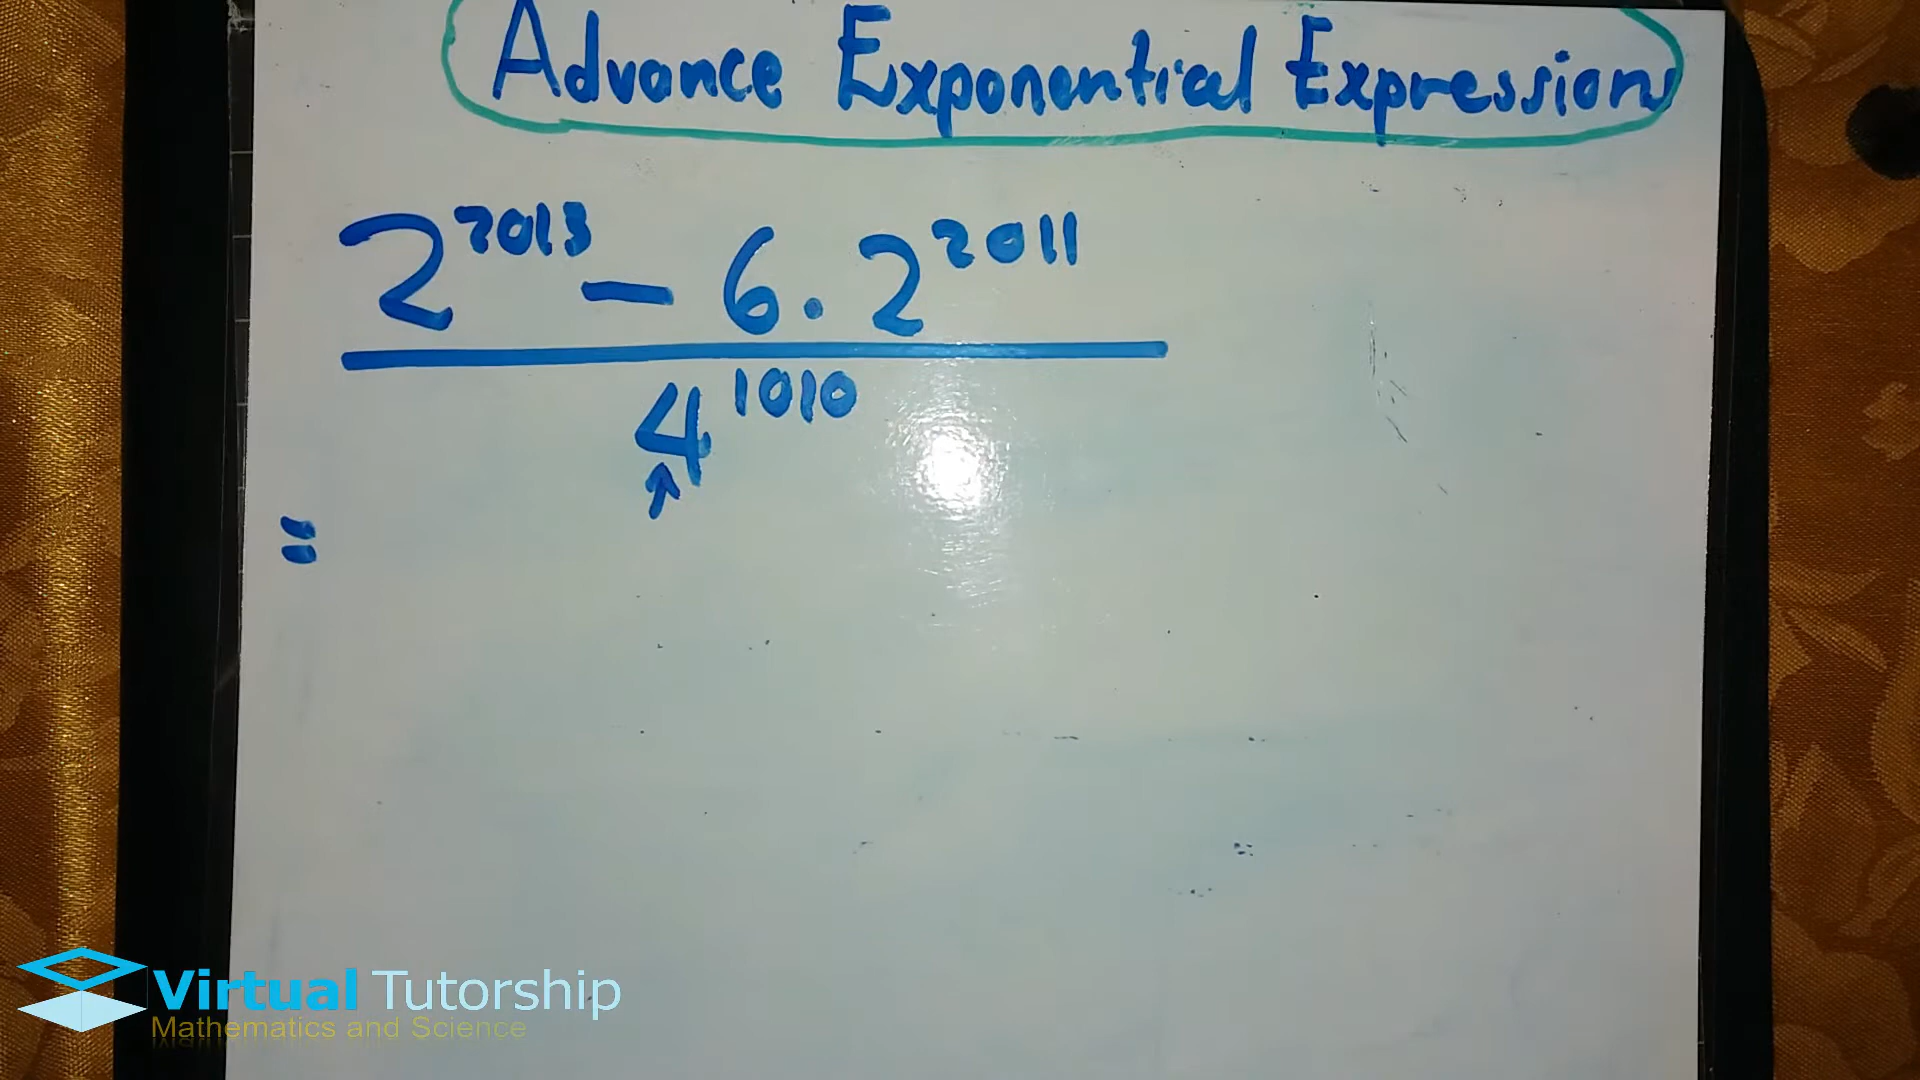 Advance Exponential Expressions
2^2013 - 6 . 2^2011
4^1010
=
Virtual Tutorship
Mathematics and Science